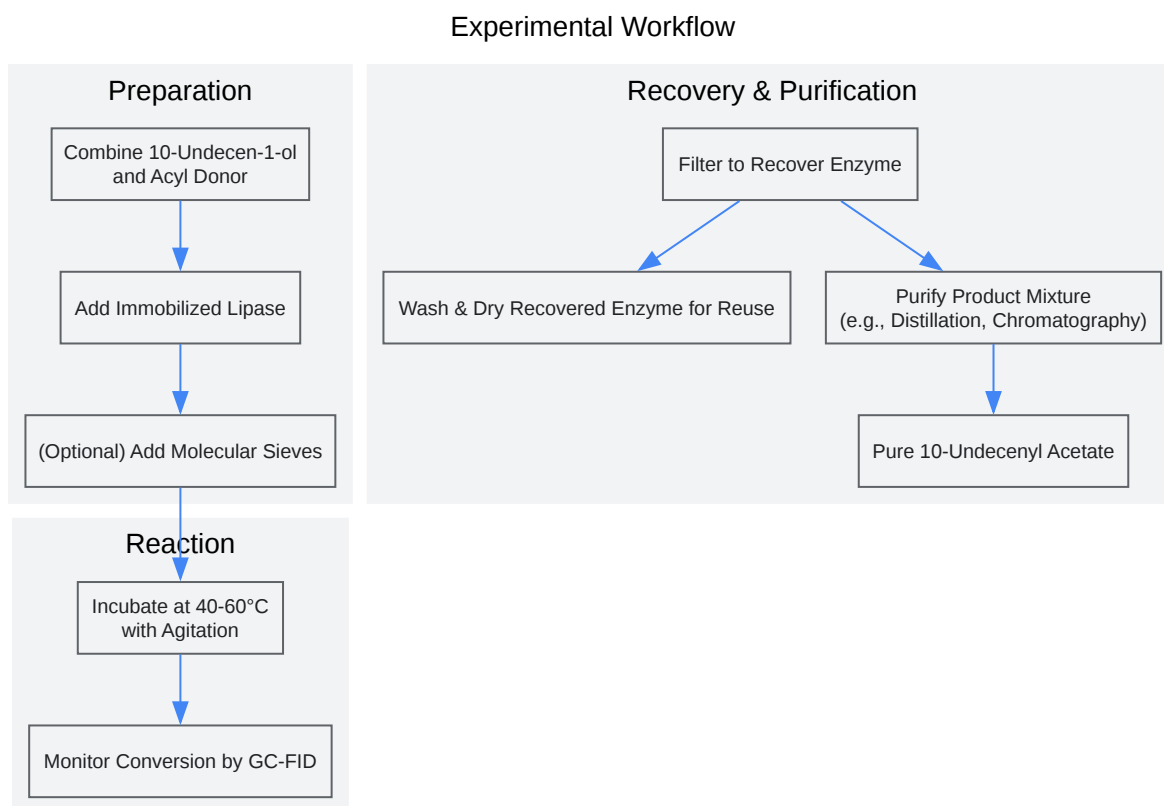 Experimental Workflow
Preparation
Combine 10-Undecen-1-ol
and Acyl Donor
Add Immobilized Lipase
(Optional) Add Molecular Sieves
Reaction
Incubate at 40-60°C
with Agitation
Monitor Conversion by GC-FID
Recovery & Purification
Filter to Recover Enzyme
Wash & Dry Recovered Enzyme for Reuse
Purify Product Mixture
(e.g., Distillation, Chromatography)
Pure 10-Undecenyl Acetate